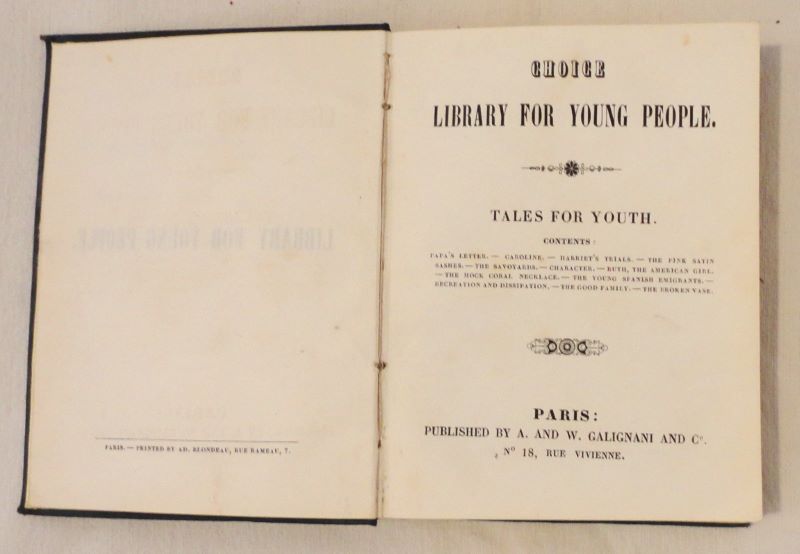 PARIS. — PRINTED BY AD. BLONDEAU, RUE RAMEAU, 7.
CHOICE
LIBRARY FOR YOUNG PEOPLE.
TALES FOR YOUTH.
CONTENTS:
PAPA'S LETTER. — CAROLINE. — HARRIET'S TRIALS. — THE PINK SATIN
SASHES. — THE SAVOYARDS. — CHARACTER. — RUTH, THE AMERICAN GIRL.
— THE MOCK CORAL NECKLACE. — THE YOUNG SPANISH EMIGRANTS. —
RECREATION AND DISSIPATION. — THE GOOD FAMILY. — THE BROKEN VASE.
PARIS:
PUBLISHED BY A. AND W. GALIGNANI AND Cº.
Nº 18, RUE VIVIENNE.